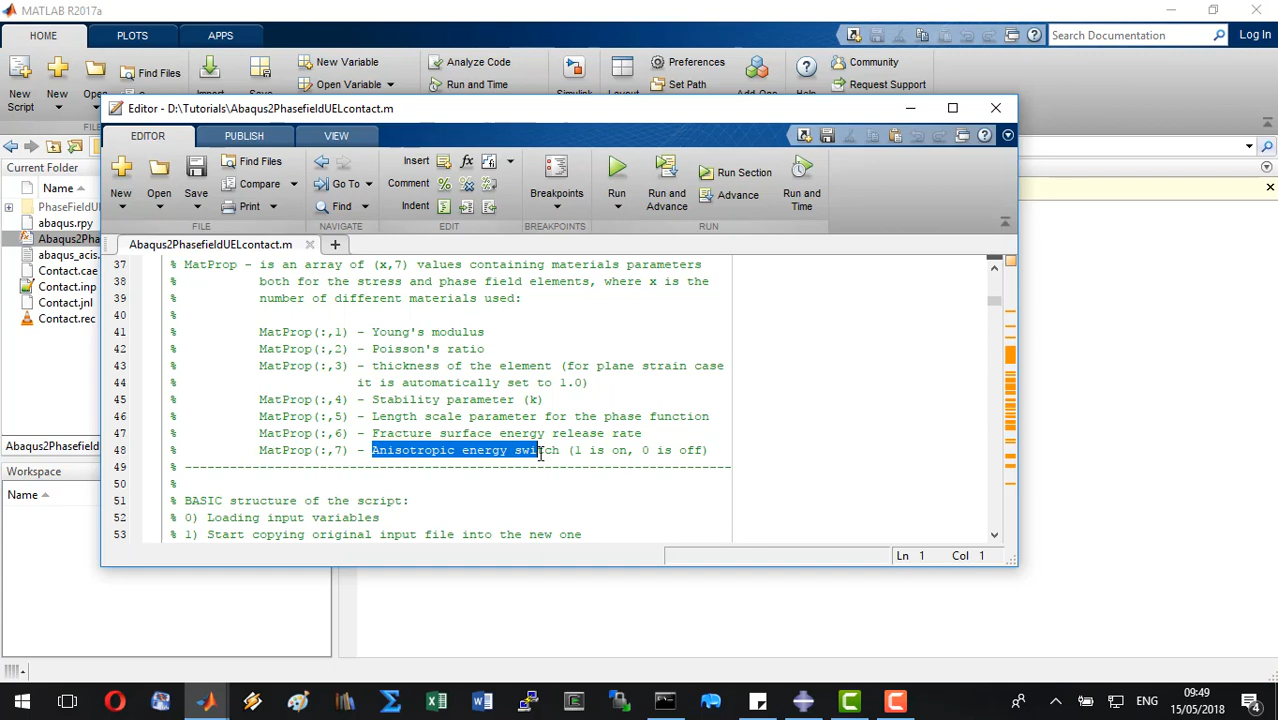 MATLAB R2017a
HOME PLOTS APPS Search Documentation Log In
New Script New Open Find Files Import Save New Variable Open Variable Analyze Code Run and Time Simulink Layout Preferences Set Path Add-Ons Help Community Request Support
Editor - D:\Tutorials\Abaqus2PhasefieldUELcontact.m
EDITOR PUBLISH VIEW
New Open Save Find Files Compare Print Go To Find Insert Comment Indent Breakpoints Run Run and Advance Run Section Advance Run and Time
FILE NAVIGATE EDIT BREAKPOINTS RUN
Abaqus2PhasefieldUELcontact.m
37 % MatProp - is an array of (x,7) values containing materials parameters
38 % both for the stress and phase field elements, where x is the
39 % number of different materials used:
40 %
41 % MatProp(:,1) - Young's modulus
42 % MatProp(:,2) - Poisson's ratio
43 % MatProp(:,3) - thickness of the element (for plane strain case
44 % it is automatically set to 1.0)
45 % MatProp(:,4) - Stability parameter (k)
46 % MatProp(:,5) - Length scale parameter for the phase function
47 % MatProp(:,6) - Fracture surface energy release rate
48 % MatProp(:,7) - Anisotropic energy switch (1 is on, 0 is off)
49 % -------------------------------------------------------------------------
50 %
51 % BASIC structure of the script:
52 % 0) Loading input variables
53 % 1) Start copying original input file into the new one
Ln 1 Col 1
Current Folder
Name
PhaseFieldU
abaqus.rpy
Abaqus2Pha
abaqus_acis.
Contact.cae
Contact.inp
Contact.jnl
Contact.rec
Abaqus2Phasefield
Workspace
Name
ENG
09:49
15/05/2018
4